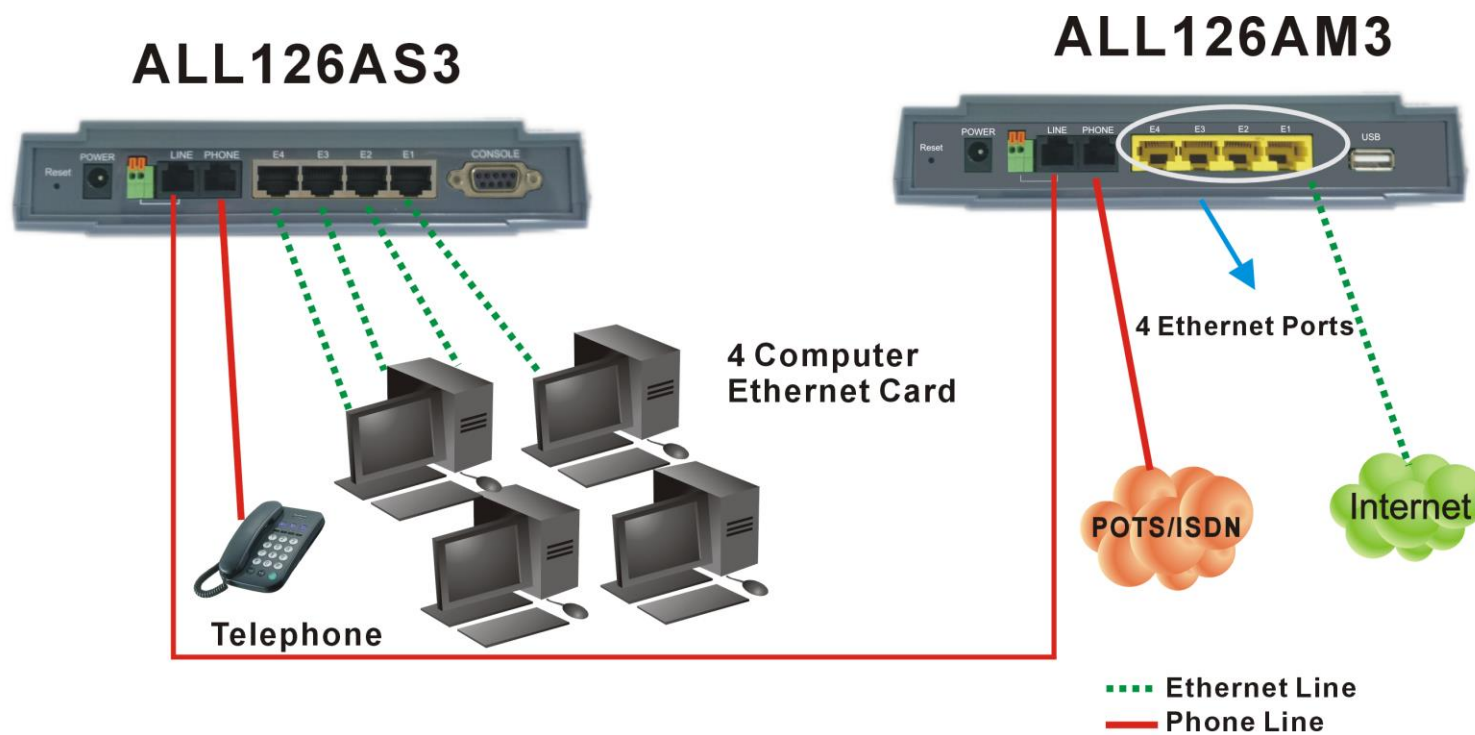 ALL126AS3
ALL126AM3
Reset
POWER
LINE
PHONE
E4
E3
E2
E1
CONSOLE
Reset
POWER
LINE
PHONE
E4
E3
E2
E1
USB
4 Ethernet Ports
4 Computer
Ethernet Card
POTS/ISDN
Internet
Telephone
Ethernet Line
Phone Line